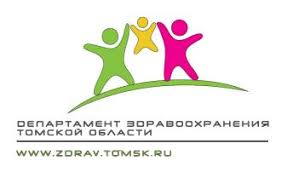 ДЕПАРТАМЕНТ ЗДРАВООХРАНЕНИЯ
ТОМСКОЙ ОБЛАСТИ
WWW.ZDRAV.TOMSK.RU